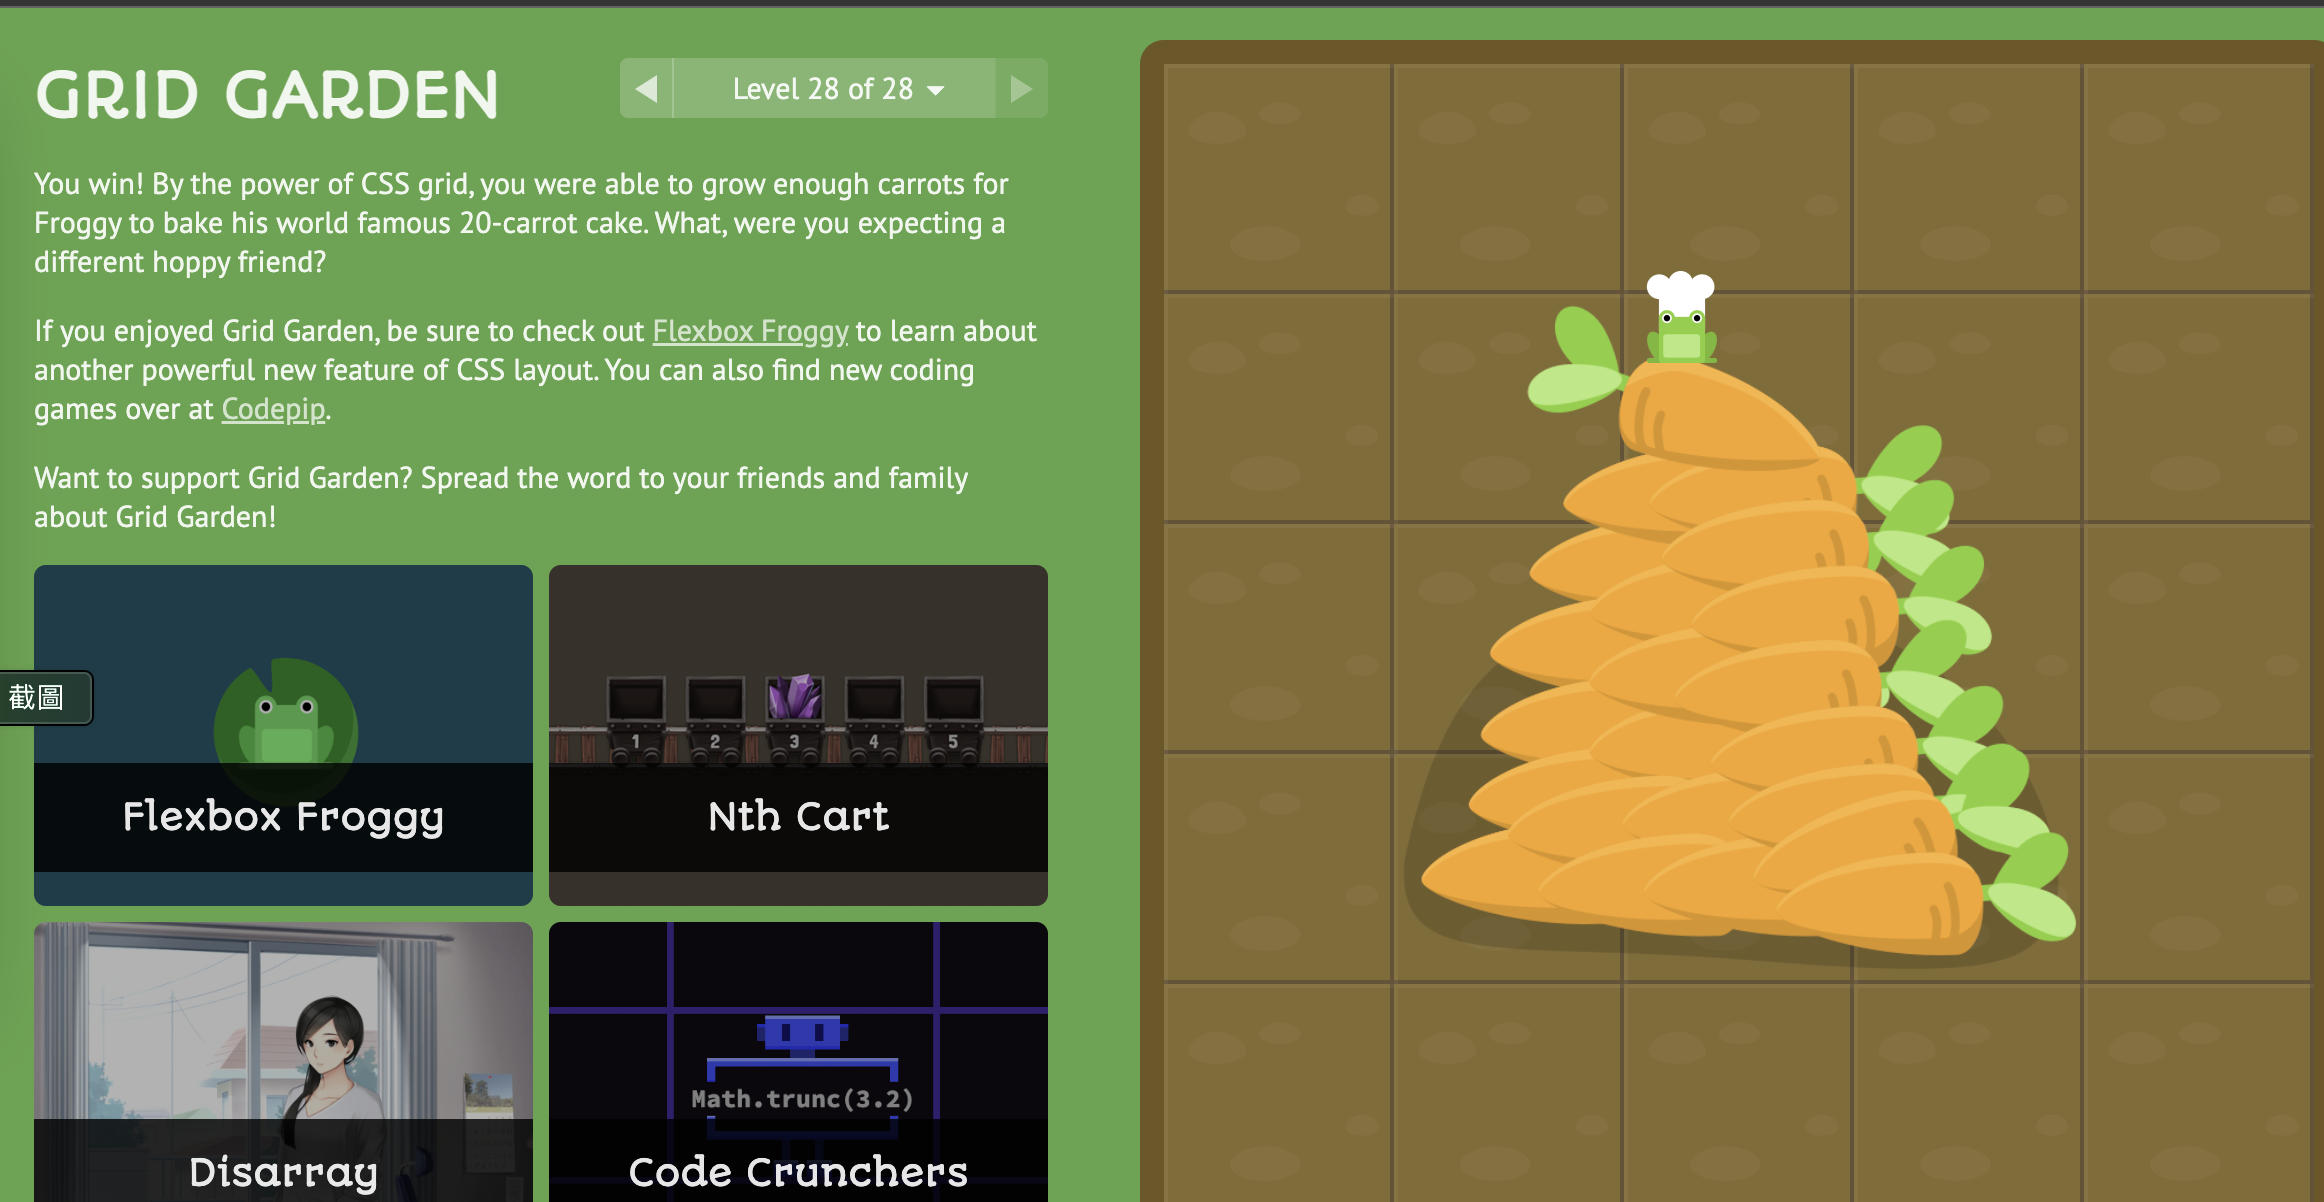 GRID GARDEN
Level 28 of 28
You win! By the power of CSS grid, you were able to grow enough carrots for
Froggy to bake his world famous 20-carrot cake. What, were you expecting a
different hoppy friend?
If you enjoyed Grid Garden, be sure to check out Flexbox Froggy to learn about
another powerful new feature of CSS layout. You can also find new coding
games over at Codepip.
Want to support Grid Garden? Spread the word to your friends and family
about Grid Garden!
截圖
Flexbox Froggy
1 2 3 4 5
Nth Cart
Disarray
Math.trunc(3.2)
Code Crunchers